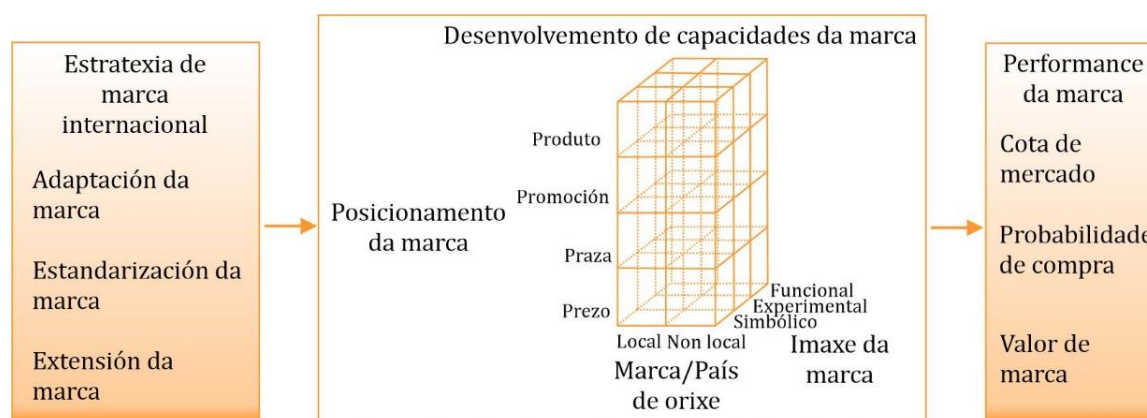 Estratexia de
marca
internacional
Adaptación da
marca
Estandarización da
marca
Extensión da
marca
Desenvolvemento de capacidades da marca
Posicionamento
da marca
Produto
Promoción
Praza
Prezo
Funcional
Experimental
Simbólico
Local Non local
Marca/País
de orixe
Imaxe da
marca
Performance
da marca
Cota de
mercado
Probabilidade
de compra
Valor de
marca